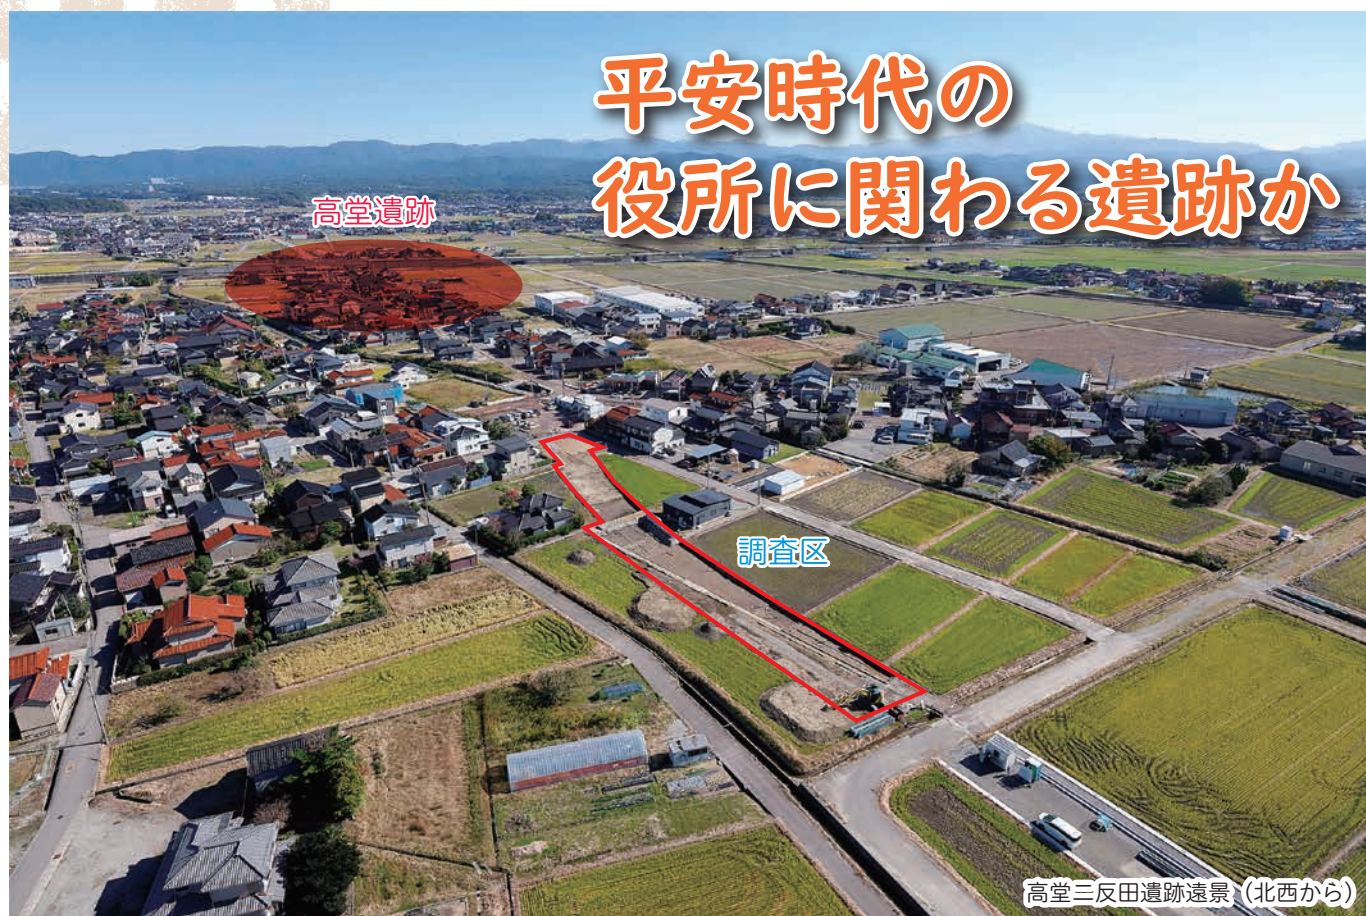 平安時代の
役所に関わる遺跡か
高堂遺跡
調査区
高堂二反田遺跡遠景（北西から）